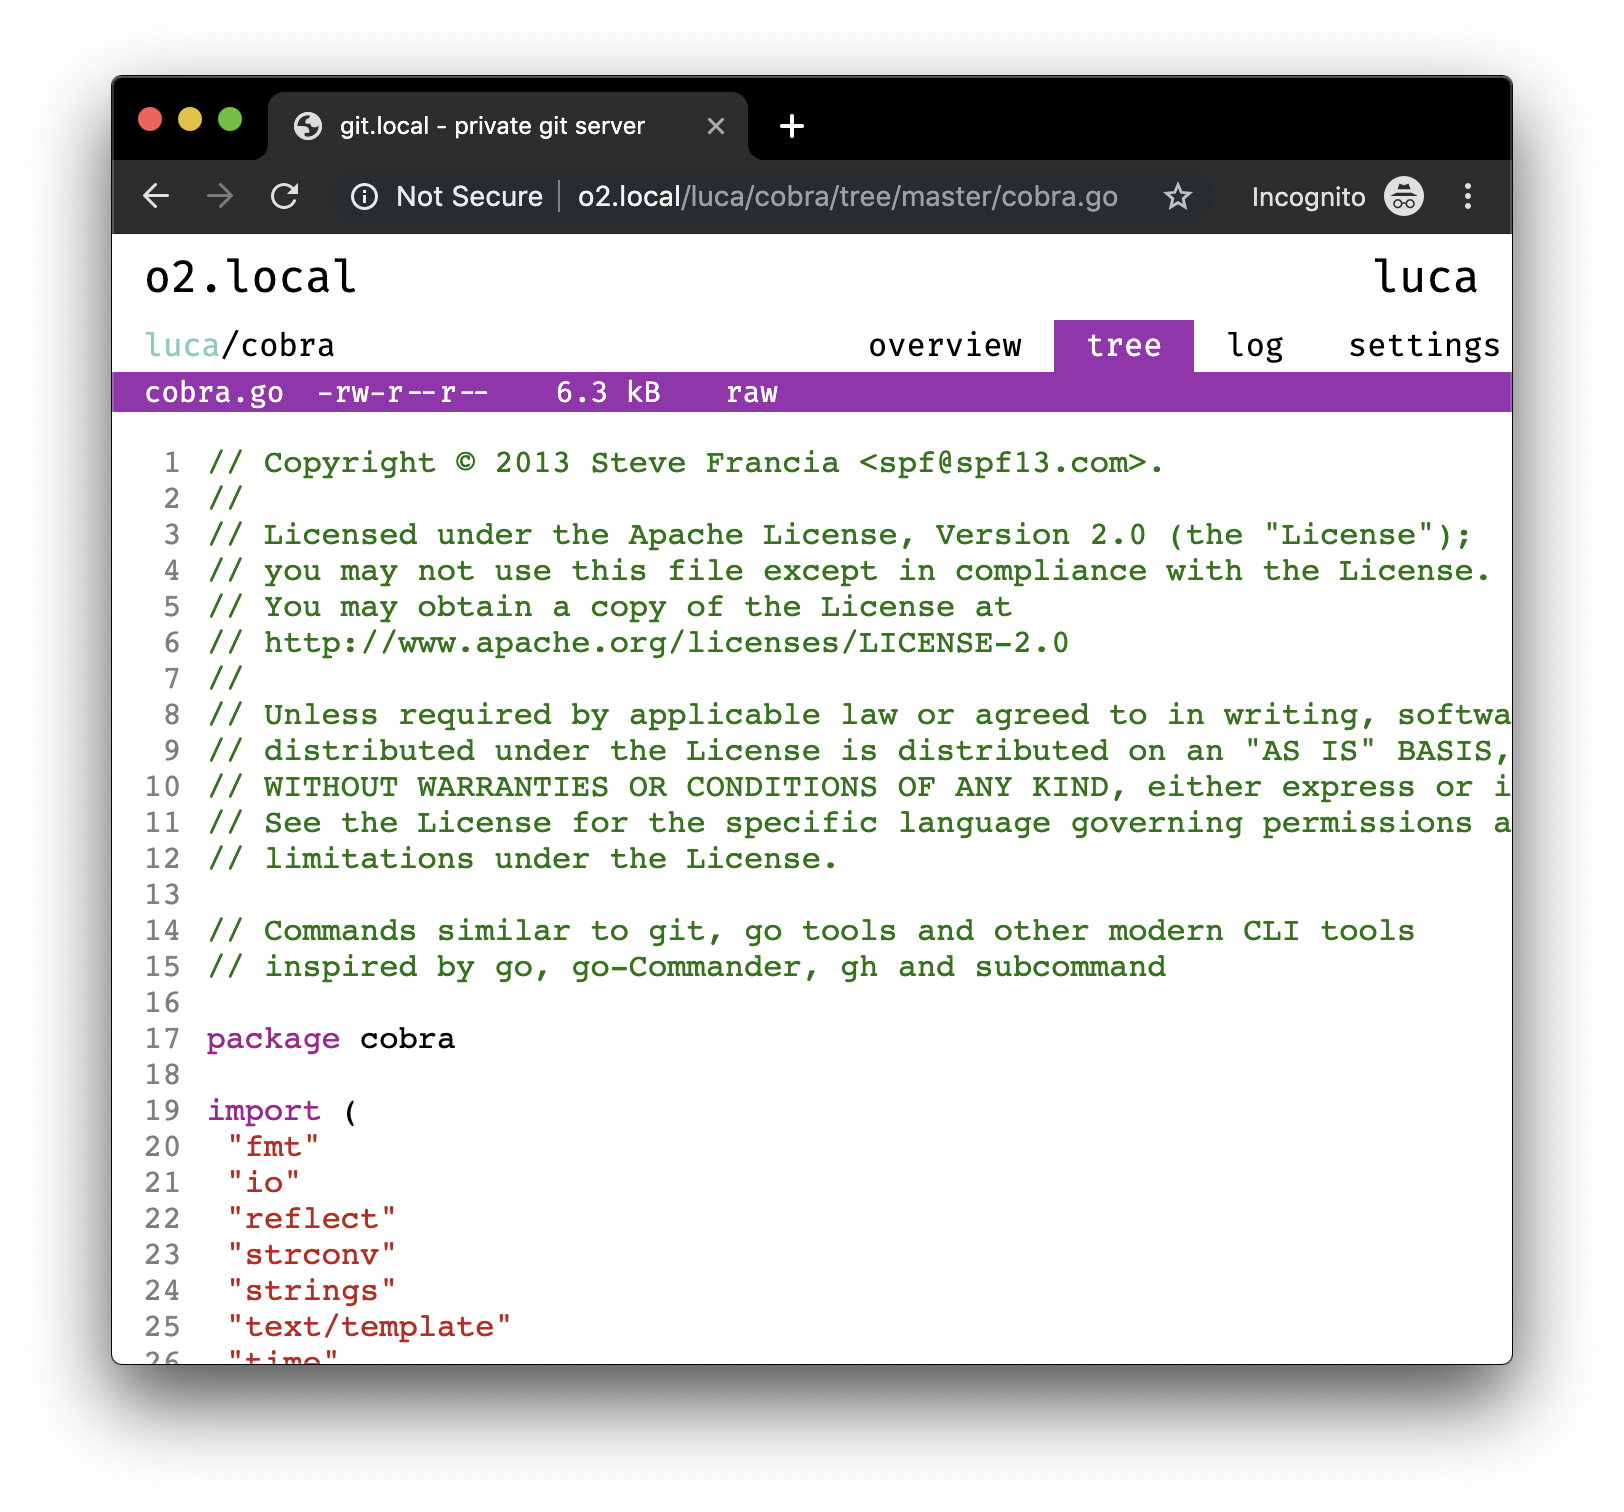 git.local - private git server
Not Secure | o2.local/luca/cobra/tree/master/cobra.go Incognito
o2.local luca
luca/cobra overview tree log settings
cobra.go -rw-r--r-- 6.3 kB raw
1 // Copyright © 2013 Steve Francia <spf@spf13.com>.
2 //
3 // Licensed under the Apache License, Version 2.0 (the "License");
4 // you may not use this file except in compliance with the License.
5 // You may obtain a copy of the License at
6 // http://www.apache.org/licenses/LICENSE-2.0
7 //
8 // Unless required by applicable law or agreed to in writing, softwa
9 // distributed under the License is distributed on an "AS IS" BASIS,
10 // WITHOUT WARRANTIES OR CONDITIONS OF ANY KIND, either express or i
11 // See the License for the specific language governing permissions a
12 // limitations under the License.
13
14 // Commands similar to git, go tools and other modern CLI tools
15 // inspired by go, go-Commander, gh and subcommand
16
17 package cobra
18
19 import (
20 "fmt"
21 "io"
22 "reflect"
23 "strconv"
24 "strings"
25 "text/template"
26 "time"